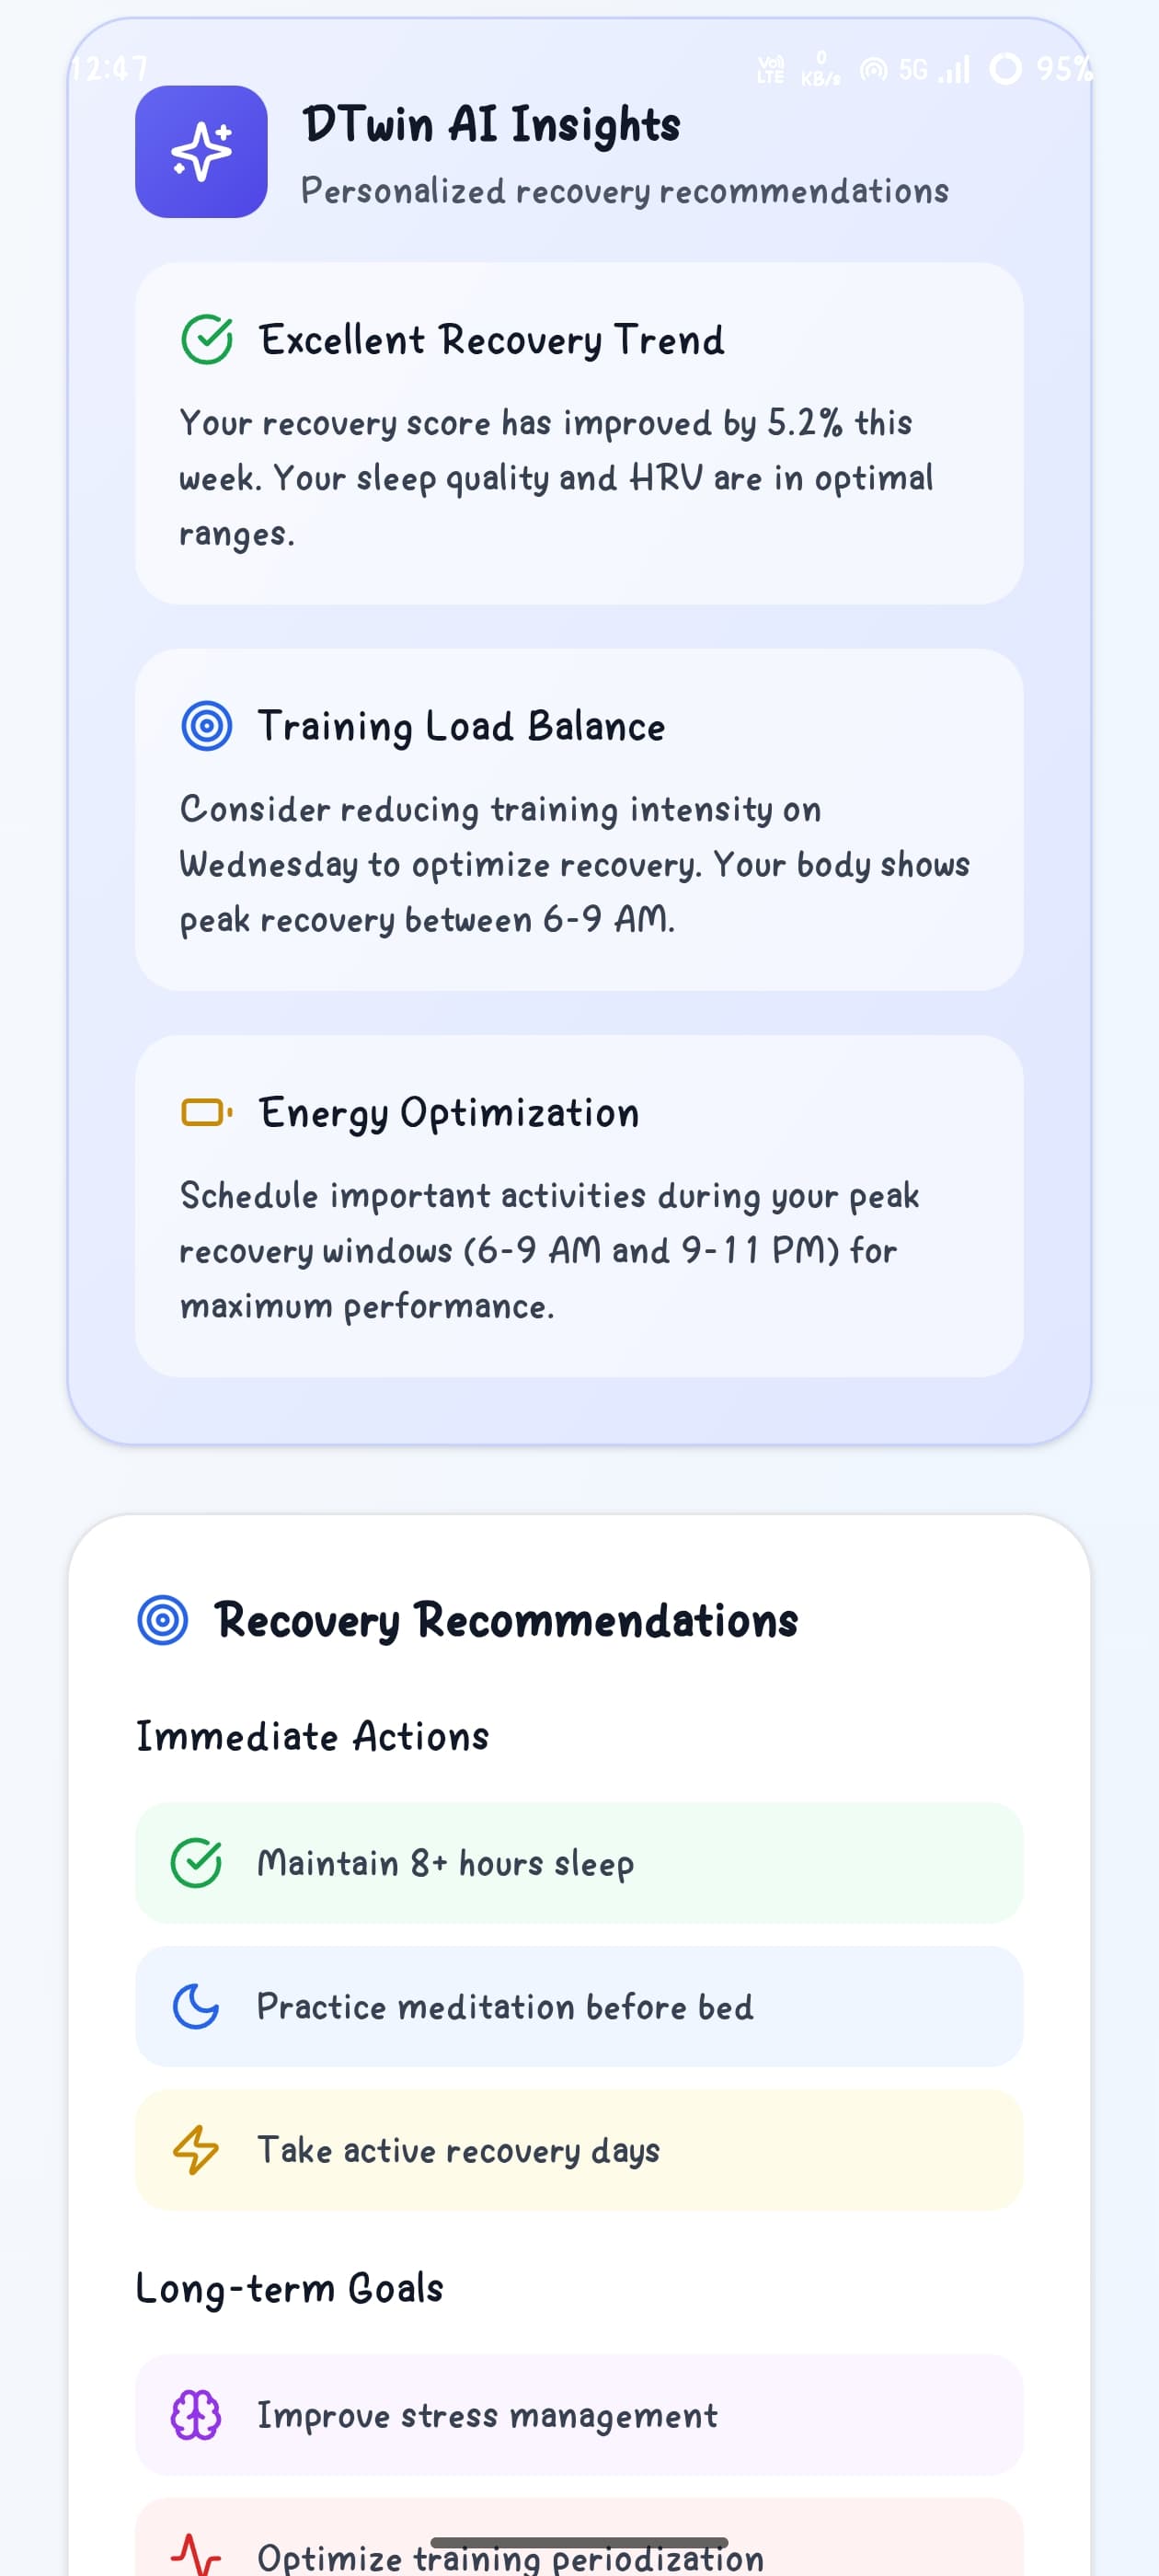 12:47
Vo))
LTE
0
KB/s
5G
95%
DTwin AI Insights
Personalized recovery recommendations
Excellent Recovery Trend
Your recovery score has improved by 5.2% this
week. Your sleep quality and HRV are in optimal
ranges.
Training Load Balance
Consider reducing training intensity on
Wednesday to optimize recovery. Your body shows
peak recovery between 6-9 AM.
Energy Optimization
Schedule important activities during your peak
recovery windows (6-9 AM and 9-11 PM) for
maximum performance.
Recovery Recommendations
Immediate Actions
Maintain 8+ hours sleep
Practice meditation before bed
Take active recovery days
Long-term Goals
Improve stress management
Optimize training periodization